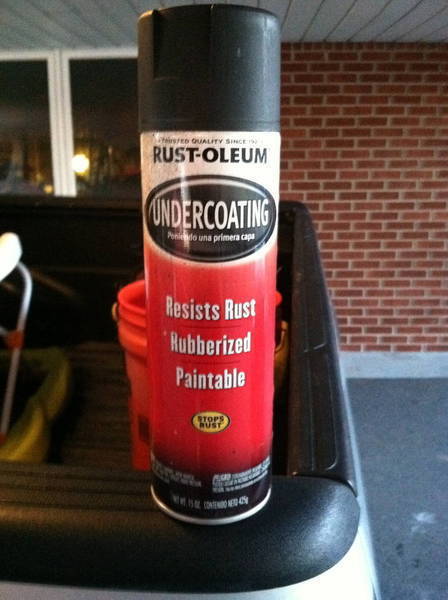 TRUSTED QUALITY SINCE
RUST-OLEUM
UNDERCOATING
Poniendo una primera capa
Resists Rust
Rubberized
Paintable
STOPS
RUST
NET WT. 15 OZ. CONTENIDO NETO 425g